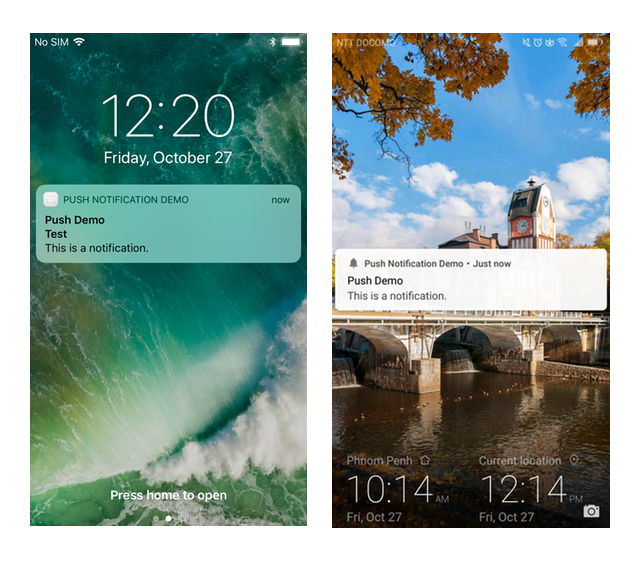 No SIM
12:20
Friday, October 27
PUSH NOTIFICATION DEMO now
Push Demo
Test
This is a notification.
Press home to open
NTT DOCOMO
Push Notification Demo • Just now
Push Demo
This is a notification.
Phnom Penh Current location
10:14 AM 12:14 PM
Fri, Oct 27 Fri, Oct 27